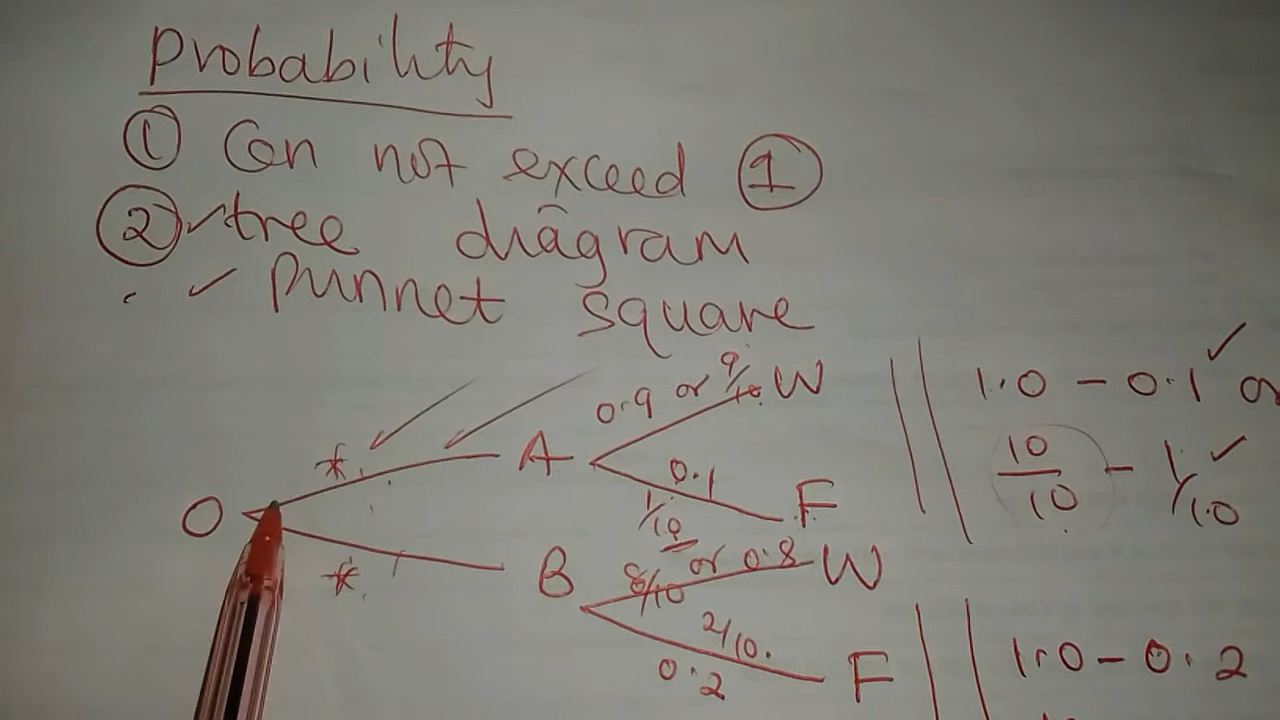 Probability
① Can not exceed ①
② ✓ tree diagram
✓ punnet square
0.9 or 9/10 W
1.0 - 0.1 ✓ or
* A
0.1
10/10 - 1/10 ✓
O
1/10 F
* B
8/10 or 0.8 W
2/10.
0.2 F
1.0 - 0.2